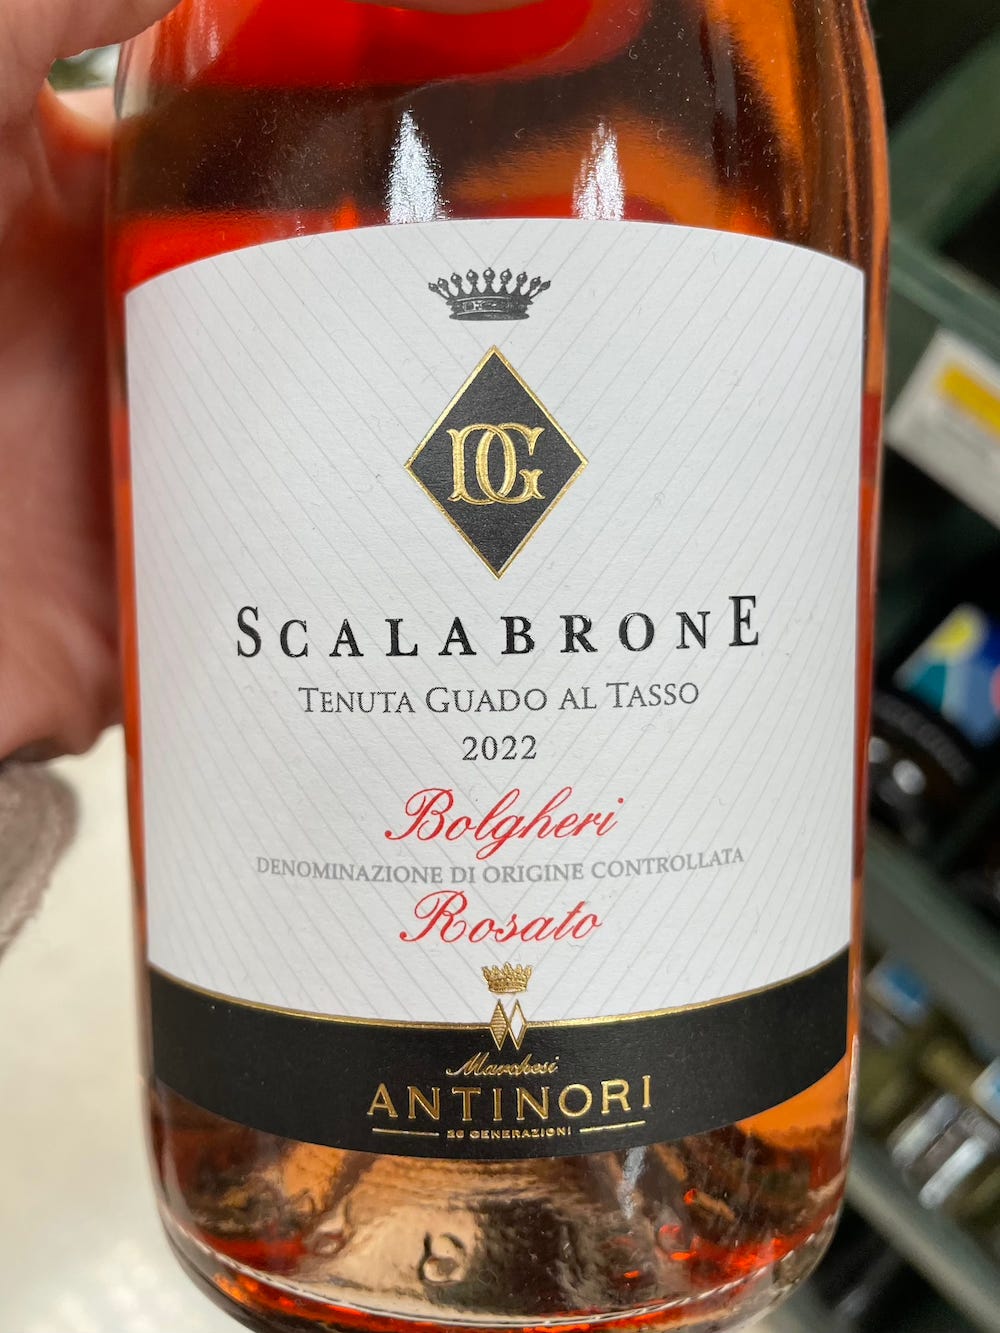 DG
SCALABRONE
TENUTA GUADO AL TASSO
2022
Bolgheri
DENOMINAZIONE DI ORIGINE CONTROLLATA
Rosato
Marchesi
ANTINORI
26 GENERAZIONI